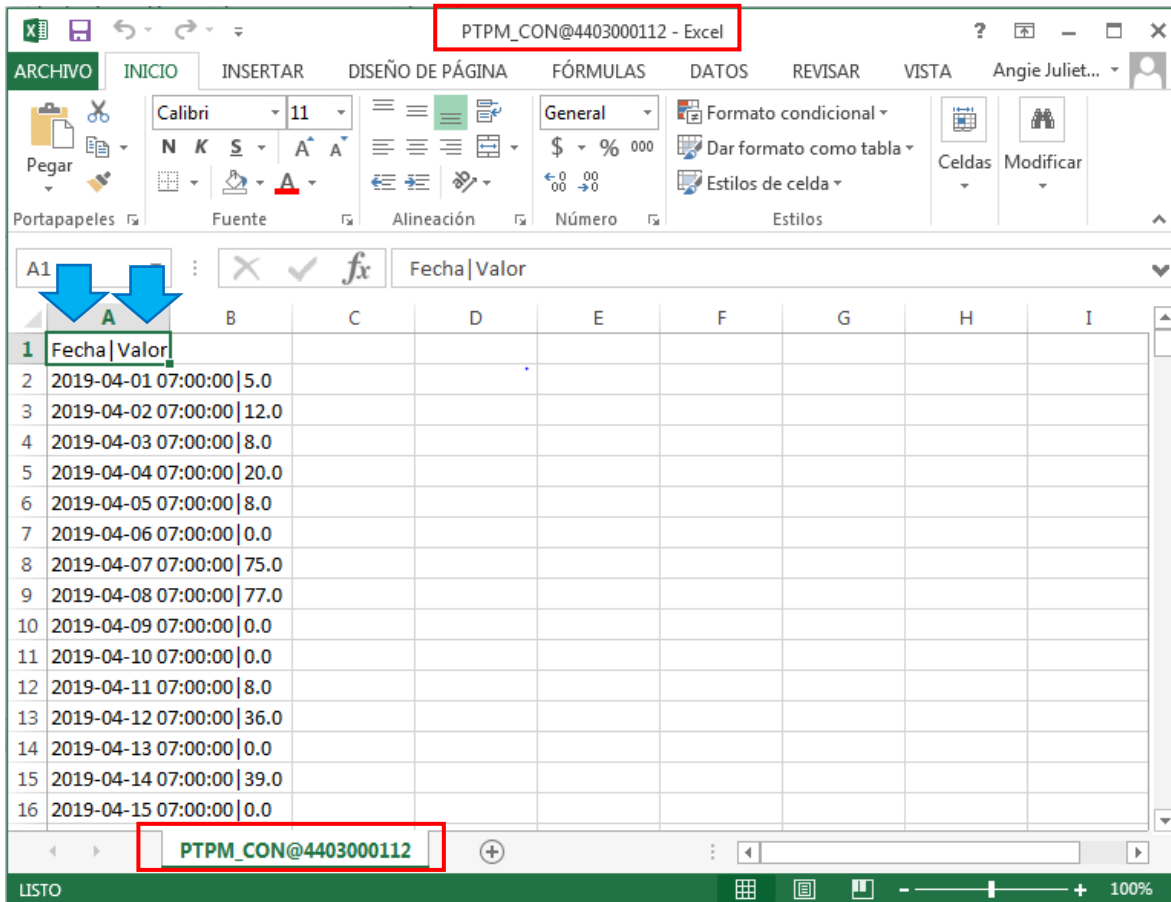 PTPM_CON@4403000112 - Excel
ARCHIVO INICIO INSERTAR DISEÑO DE PÁGINA FÓRMULAS DATOS REVISAR VISTA Angie Juliet...
Pegar
Calibri 11
N K S A A
A
General
$ % 000
Formato condicional
Dar formato como tabla
Estilos de celda
Celdas Modificar
Portapapeles Fuente Alineación Número Estilos
A1 fx Fecha|Valor
A B C D E F G H I
1 Fecha|Valor
2 2019-04-01 07:00:00|5.0
3 2019-04-02 07:00:00|12.0
4 2019-04-03 07:00:00|8.0
5 2019-04-04 07:00:00|20.0
6 2019-04-05 07:00:00|8.0
7 2019-04-06 07:00:00|0.0
8 2019-04-07 07:00:00|75.0
9 2019-04-08 07:00:00|77.0
10 2019-04-09 07:00:00|0.0
11 2019-04-10 07:00:00|0.0
12 2019-04-11 07:00:00|8.0
13 2019-04-12 07:00:00|36.0
14 2019-04-13 07:00:00|0.0
15 2019-04-14 07:00:00|39.0
16 2019-04-15 07:00:00|0.0
PTPM_CON@4403000112
LISTO 100%